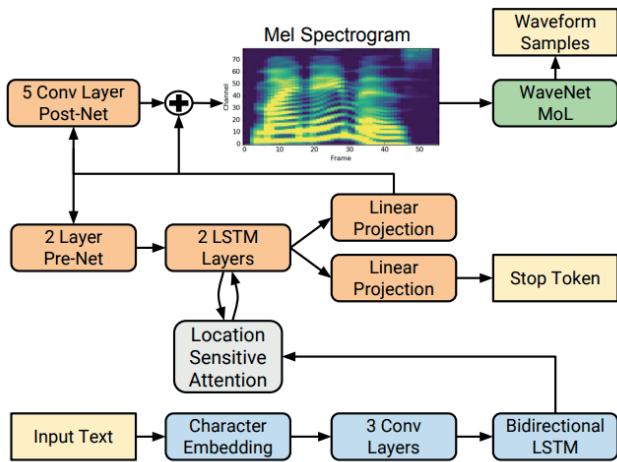 Mel Spectrogram
Waveform
Samples
5 Conv Layer
Post-Net
WaveNet
MoL
Channel
70
60
50
40
30
20
10
0
0 10 20 30 40 50
Frame
2 Layer
Pre-Net
2 LSTM
Layers
Linear
Projection
Linear
Projection
Stop Token
Location
Sensitive
Attention
Input Text
Character
Embedding
3 Conv
Layers
Bidirectional
LSTM